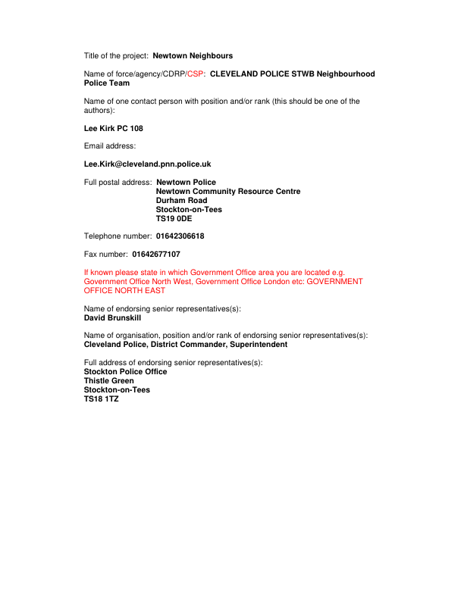 Title of the project: Newtown Neighbours
Name of force/agency/CDRP/CSP: CLEVELAND POLICE STWB Neighbourhood
Police Team
Name of one contact person with position and/or rank (this should be one of the
authors):
Lee Kirk PC 108
Email address:
Lee.Kirk@cleveland.pnn.police.uk
Full postal address: Newtown Police
Newtown Community Resource Centre
Durham Road
Stockton-on-Tees
TS19 0DE
Telephone number: 01642306618
Fax number: 01642677107
If known please state in which Government Office area you are located e.g.
Government Office North West, Government Office London etc: GOVERNMENT
OFFICE NORTH EAST
Name of endorsing senior representatives(s):
David Brunskill
Name of organisation, position and/or rank of endorsing senior representatives(s):
Cleveland Police, District Commander, Superintendent
Full address of endorsing senior representatives(s):
Stockton Police Office
Thistle Green
Stockton-on-Tees
TS18 1TZ